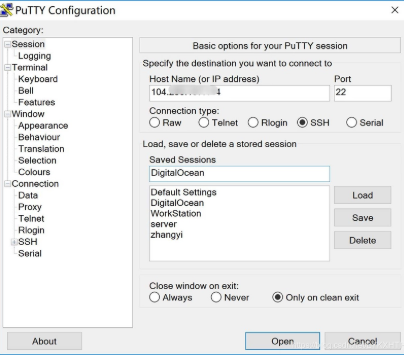 PuTTY Configuration
Category:
Session
Logging
Terminal
Keyboard
Bell
Features
Window
Appearance
Behaviour
Translation
Selection
Colours
Connection
Data
Proxy
Telnet
Rlogin
SSH
Serial
Basic options for your PuTTY session
Specify the destination you want to connect to
Host Name (or IP address) Port
22
Connection type:
Raw Telnet Rlogin SSH Serial
Load, save or delete a stored session
Saved Sessions
DigitalOcean
Default Settings
DigitalOcean
WorkStation
server
zhangyi
Load
Save
Delete
Close window on exit:
Always Never Only on clean exit
About Open Cancel